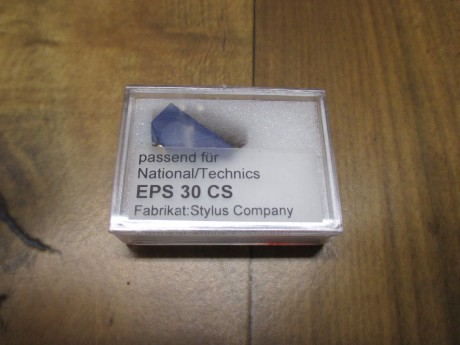 passend für
National/Technics
EPS 30 CS
Fabrikat:Stylus Company